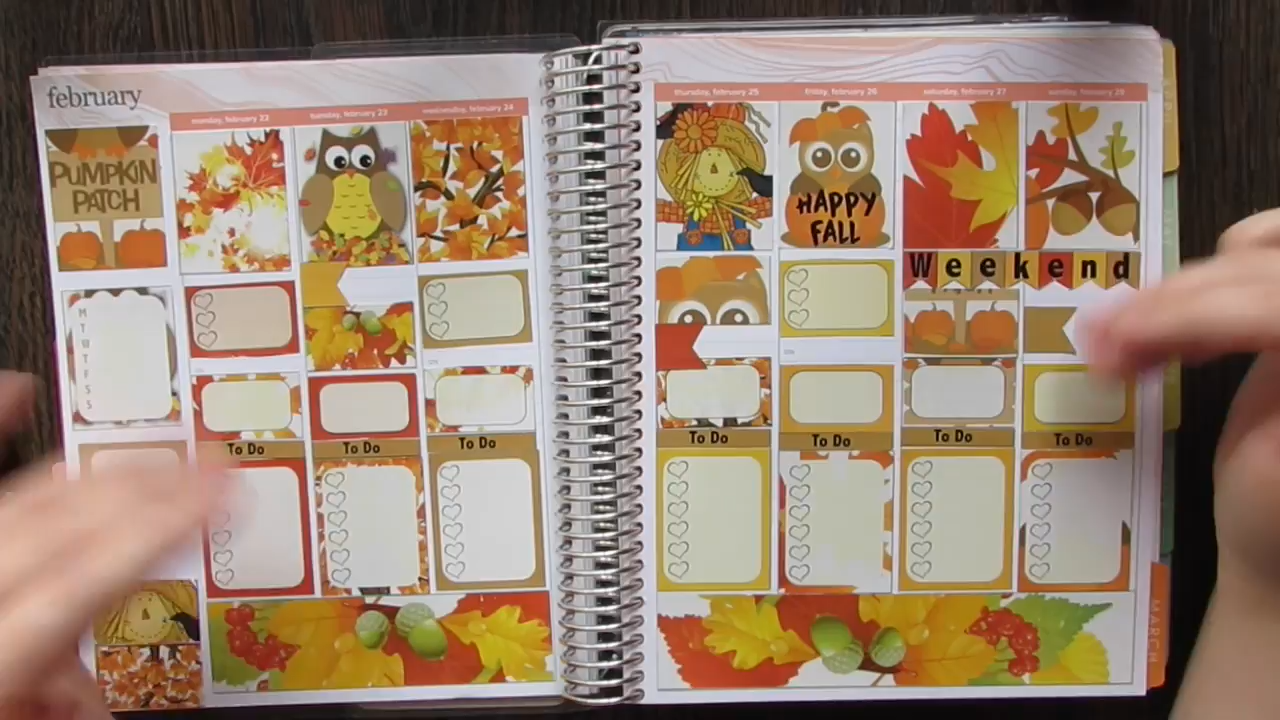 february
monday, february 22
tuesday, february 23
wednesday, february 24
thursday, february 25
friday, february 26
saturday, february 27
sunday, february 28
PUMPKIN
PATCH
HAPPY
FALL
Weekend
M
T
W
T
F
S
S
To Do
To Do
To Do
To Do
To Do
To Do
To Do
MARCH